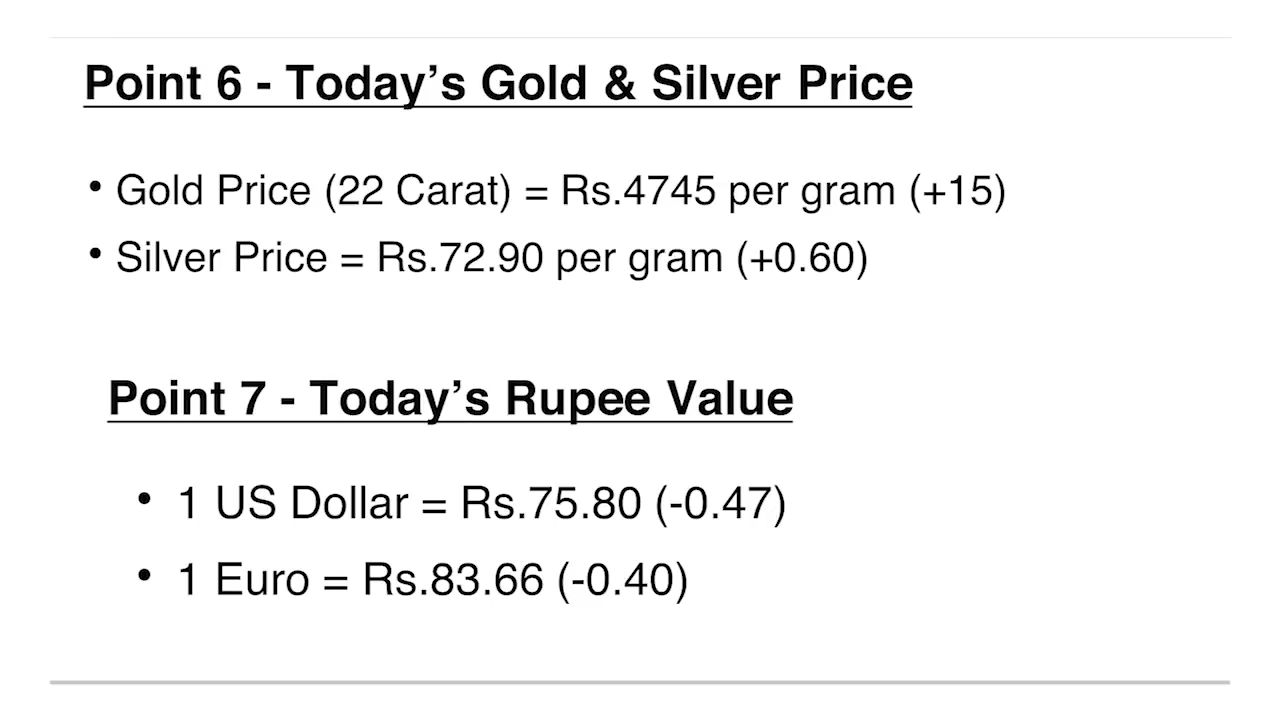 Point 6 - Today’s Gold & Silver Price
• Gold Price (22 Carat) = Rs.4745 per gram (+15)
• Silver Price = Rs.72.90 per gram (+0.60)
Point 7 - Today’s Rupee Value
• 1 US Dollar = Rs.75.80 (-0.47)
• 1 Euro = Rs.83.66 (-0.40)